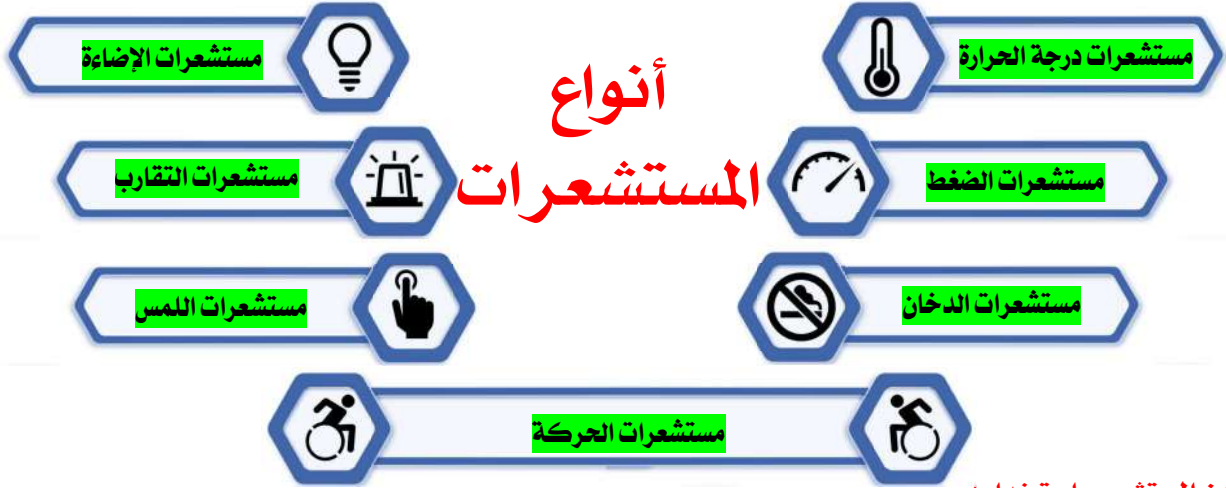 أنواع
المستشعرات
مستشعرات درجة الحرارة
مستشعرات الإضاءة
مستشعرات الضغط
مستشعرات التقارب
مستشعرات الدخان
مستشعرات اللمس
مستشعرات الحركة